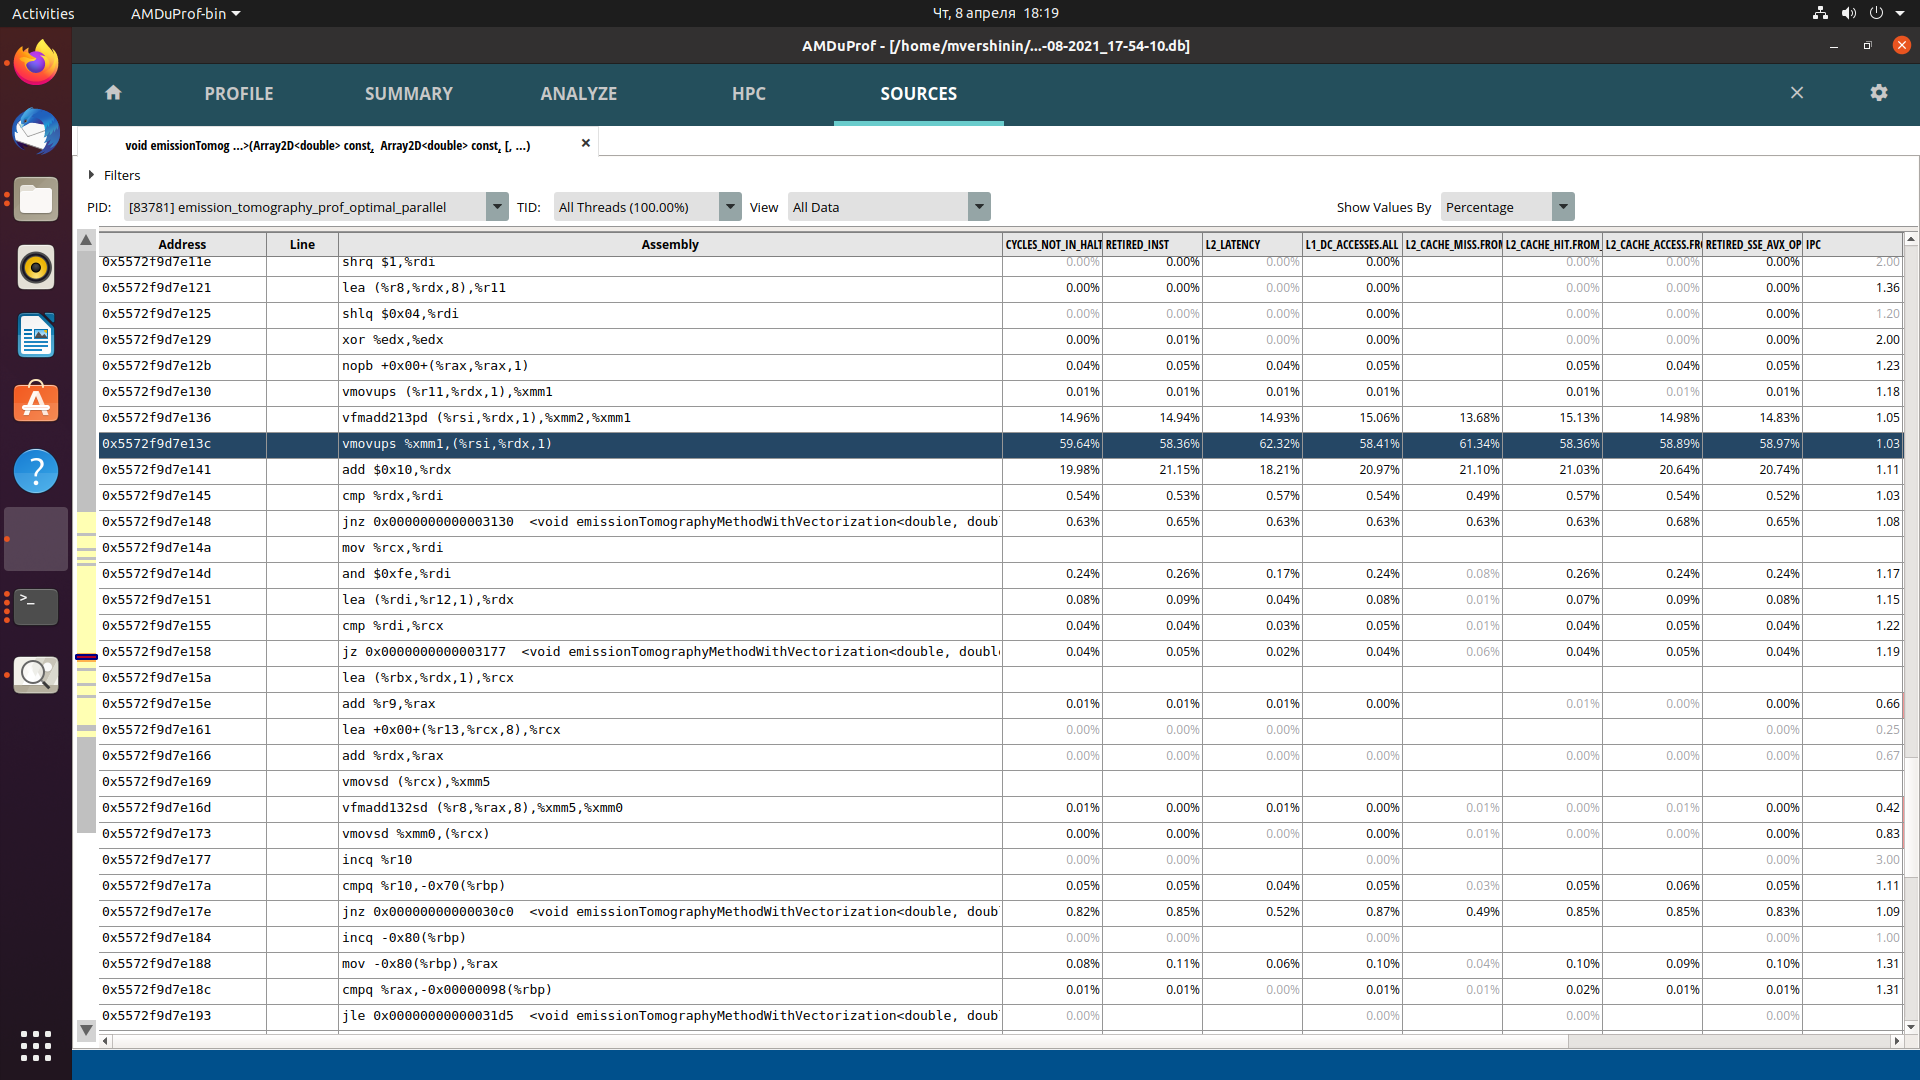 Activities AMDuProf-bin Чт, 8 апреля 18:19
AMDuProf - [/home/mvershinin/...-08-2021_17-54-10.db]
PROFILE SUMMARY ANALYZE HPC SOURCES
void emissionTomog ...>(Array2D<double> const, Array2D<double> const, [, ...)
Filters
PID: [83781] emission_tomography_prof_optimal_parallel TID: All Threads (100.00%) View All Data Show Values By Percentage
Address Line Assembly CYCLES_NOT_IN_HALT RETIRED_INST L2_LATENCY L1_DC_ACCESSES.ALL L2_CACHE_MISS.FROM L2_CACHE_HIT.FROM_ L2_CACHE_ACCESS.FR RETIRED_SSE_AVX_OP IPC
0x5572f9d7e11e shrq $1,%rdi 0.00% 0.00% 0.00% 0.00% 0.00% 0.00% 0.00% 2.00
0x5572f9d7e121 lea (%r8,%rdx,8),%r11 0.00% 0.00% 0.00% 0.00% 0.00% 0.00% 0.00% 1.36
0x5572f9d7e125 shlq $0x04,%rdi 0.00% 0.00% 0.00% 0.00% 0.00% 0.00% 0.00% 1.20
0x5572f9d7e129 xor %edx,%edx 0.00% 0.01% 0.00% 0.00% 0.00% 0.00% 0.00% 2.00
0x5572f9d7e12b nopb +0x00+(%rax,%rax,1) 0.04% 0.05% 0.04% 0.05% 0.05% 0.04% 0.05% 1.23
0x5572f9d7e130 vmovups (%r11,%rdx,1),%xmm1 0.01% 0.01% 0.01% 0.01% 0.01% 0.01% 0.01% 1.18
0x5572f9d7e136 vfmadd213pd (%rsi,%rdx,1),%xmm2,%xmm1 14.96% 14.94% 14.93% 15.06% 13.68% 15.13% 14.98% 14.83% 1.05
0x5572f9d7e13c vmovups %xmm1,(%rsi,%rdx,1) 59.64% 58.36% 62.32% 58.41% 61.34% 58.36% 58.89% 58.97% 1.03
0x5572f9d7e141 add $0x10,%rdx 19.98% 21.15% 18.21% 20.97% 21.10% 21.03% 20.64% 20.74% 1.11
0x5572f9d7e145 cmp %rdx,%rdi 0.54% 0.53% 0.57% 0.54% 0.49% 0.57% 0.54% 0.52% 1.03
0x5572f9d7e148 jnz 0x0000000000003130 <void emissionTomographyMethodWithVectorization<double, doub 0.63% 0.65% 0.63% 0.63% 0.63% 0.63% 0.68% 0.65% 1.08
0x5572f9d7e14a mov %rcx,%rdi
0x5572f9d7e14d and $0xfe,%rdi 0.24% 0.26% 0.17% 0.24% 0.08% 0.26% 0.24% 0.24% 1.17
0x5572f9d7e151 lea (%rdi,%r12,1),%rdx 0.08% 0.09% 0.04% 0.08% 0.01% 0.07% 0.09% 0.08% 1.15
0x5572f9d7e155 cmp %rdi,%rcx 0.04% 0.04% 0.03% 0.05% 0.01% 0.04% 0.05% 0.04% 1.22
0x5572f9d7e158 jz 0x0000000000003177 <void emissionTomographyMethodWithVectorization<double, doubl 0.04% 0.05% 0.02% 0.04% 0.06% 0.04% 0.05% 0.04% 1.19
0x5572f9d7e15a lea (%rbx,%rdx,1),%rcx
0x5572f9d7e15e add %r9,%rax 0.01% 0.01% 0.01% 0.00% 0.01% 0.00% 0.00% 0.66
0x5572f9d7e161 lea +0x00+(%r13,%rcx,8),%rcx 0.00% 0.00% 0.00% 0.00% 0.25
0x5572f9d7e166 add %rdx,%rax 0.00% 0.00% 0.00% 0.00% 0.00% 0.00% 0.00% 0.67
0x5572f9d7e169 vmovsd (%rcx),%xmm5
0x5572f9d7e16d vfmadd132sd (%r8,%rax,8),%xmm5,%xmm0 0.01% 0.00% 0.01% 0.00% 0.01% 0.00% 0.01% 0.00% 0.42
0x5572f9d7e173 vmovsd %xmm0,(%rcx) 0.00% 0.00% 0.00% 0.00% 0.01% 0.00% 0.00% 0.00% 0.83
0x5572f9d7e177 incq %r10 0.00% 0.00% 0.00% 0.00% 3.00
0x5572f9d7e17a cmpq %r10,-0x70(%rbp) 0.05% 0.05% 0.04% 0.05% 0.03% 0.05% 0.06% 0.05% 1.11
0x5572f9d7e17e jnz 0x00000000000030c0 <void emissionTomographyMethodWithVectorization<double, doub 0.82% 0.85% 0.52% 0.87% 0.49% 0.85% 0.85% 0.83% 1.09
0x5572f9d7e184 incq -0x80(%rbp) 0.00% 0.00% 0.00% 0.00% 1.00
0x5572f9d7e188 mov -0x80(%rbp),%rax 0.08% 0.11% 0.06% 0.10% 0.04% 0.10% 0.09% 0.10% 1.31
0x5572f9d7e18c cmpq %rax,-0x00000098(%rbp) 0.01% 0.01% 0.00% 0.01% 0.01% 0.02% 0.01% 0.01% 1.31
0x5572f9d7e193 jle 0x00000000000031d5 <void emissionTomographyMethodWithVectorization<double, doub 0.00% 0.00% 0.00% 0.00%